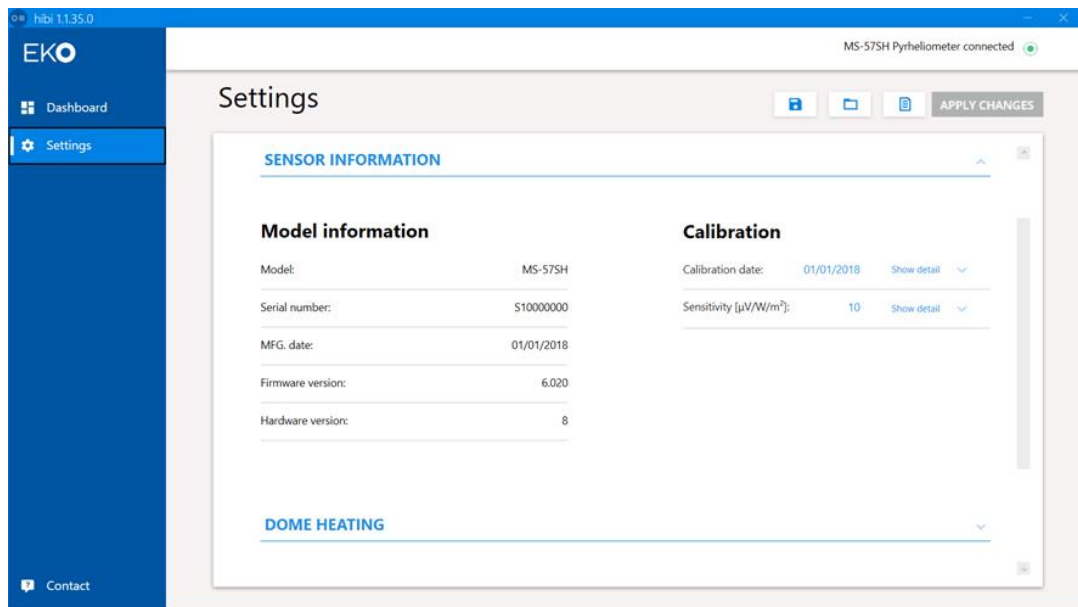 hibi 1.1.35.0
EKO
MS-57SH Pyrheliometer connected
Dashboard
Settings
Settings
APPLY CHANGES
SENSOR INFORMATION
Model information
Model: MS-57SH
Serial number: S10000000
MFG. date: 01/01/2018
Firmware version: 6.020
Hardware version: 8
Calibration
Calibration date: 01/01/2018 Show detail
Sensitivity [µV/W/m²]: 10 Show detail
DOME HEATING
Contact